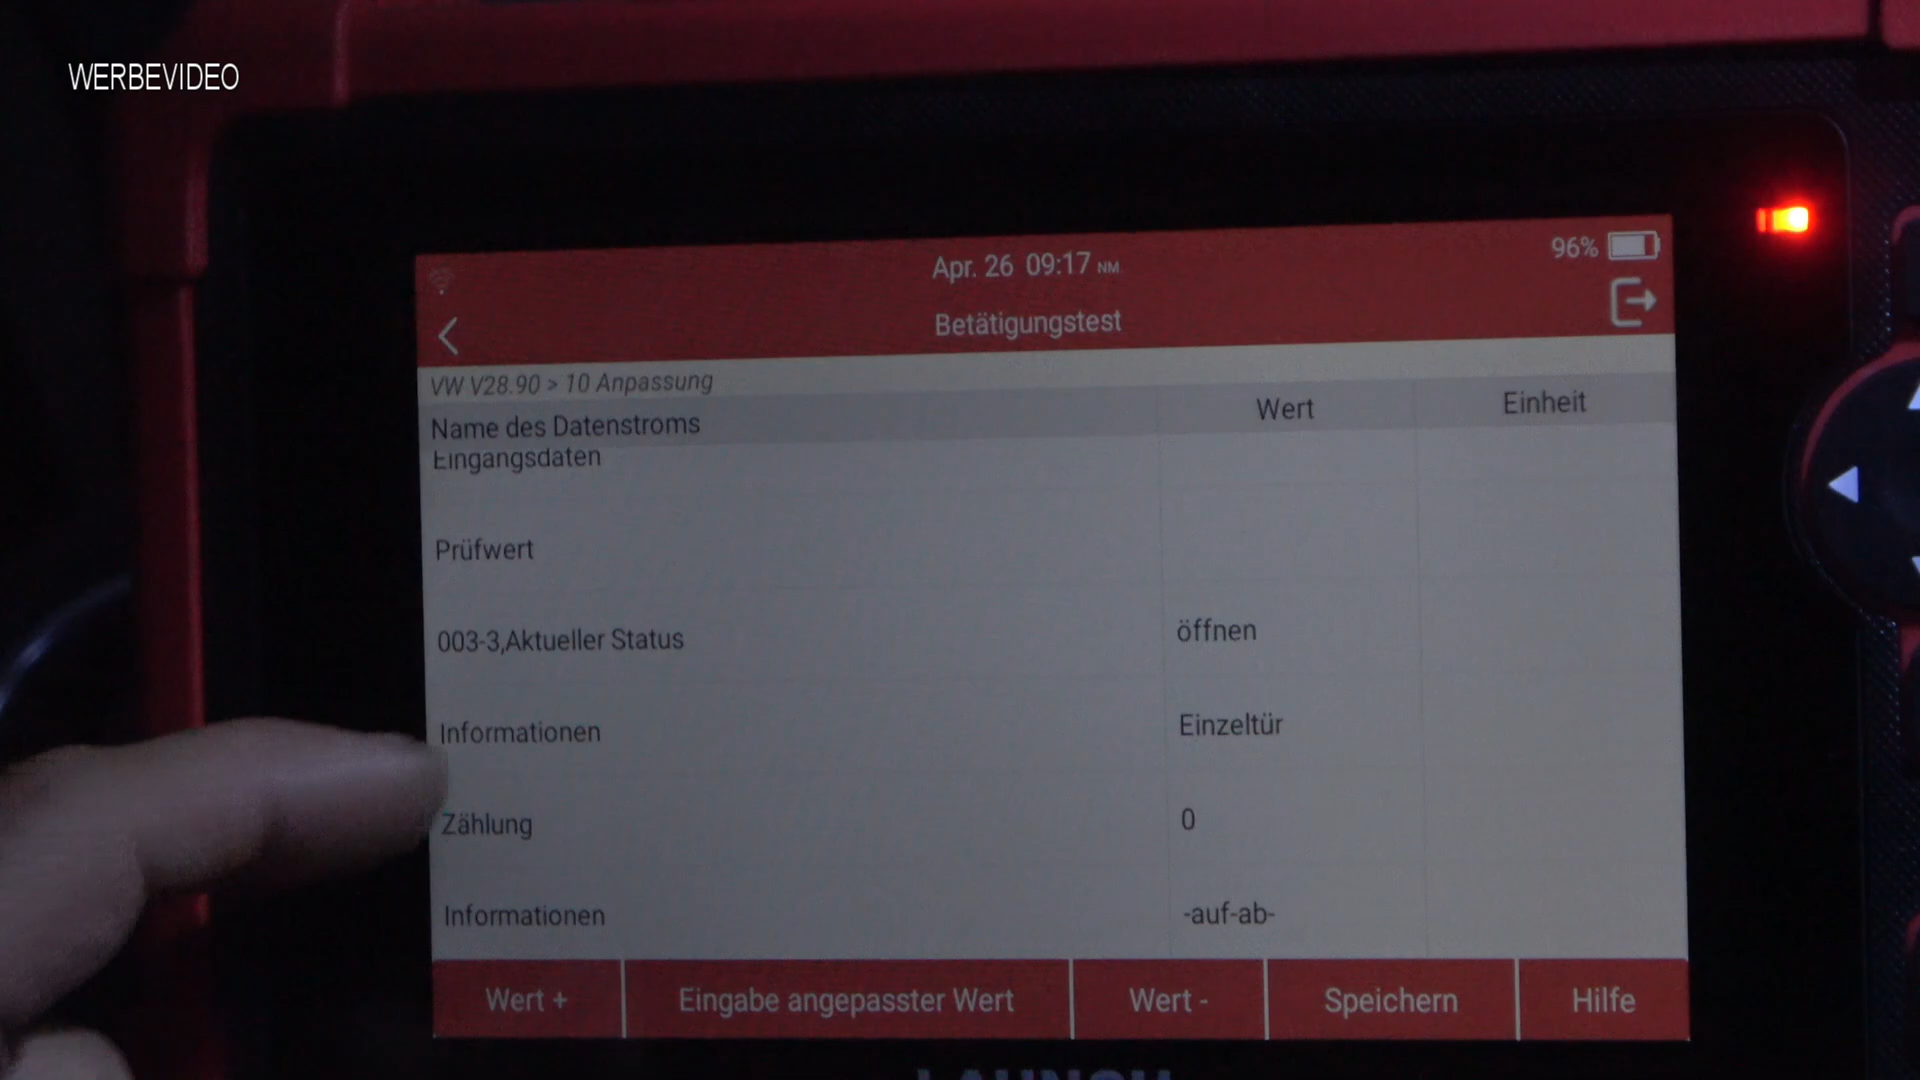 WERBEVIDEO
Apr. 26 09:17 NM
96%
Betätigungstest
VW V28.90 > 10 Anpassung
Name des Datenstroms Wert Einheit
Eingangsdaten
Prüfwert
003-3,Aktueller Status öffnen
Informationen Einzeltür
Zählung 0
Informationen -auf-ab-
Wert + Eingabe angepasster Wert Wert - Speichern Hilfe
LAUNCH